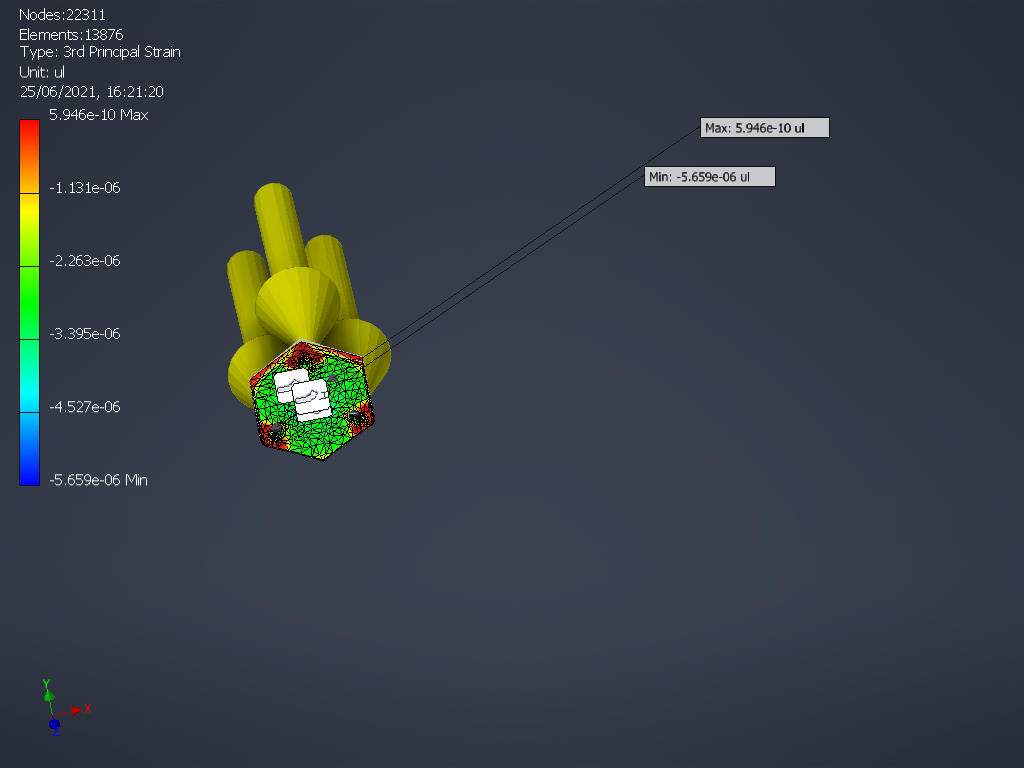 Nodes:22311
Elements:13876
Type: 3rd Principal Strain
Unit: ul
25/06/2021, 16:21:20
5.946e-10 Max
-1.131e-06
-2.263e-06
-3.395e-06
-4.527e-06
-5.659e-06 Min
Max: 5.946e-10 ul
Min: -5.659e-06 ul
Y
X
Z